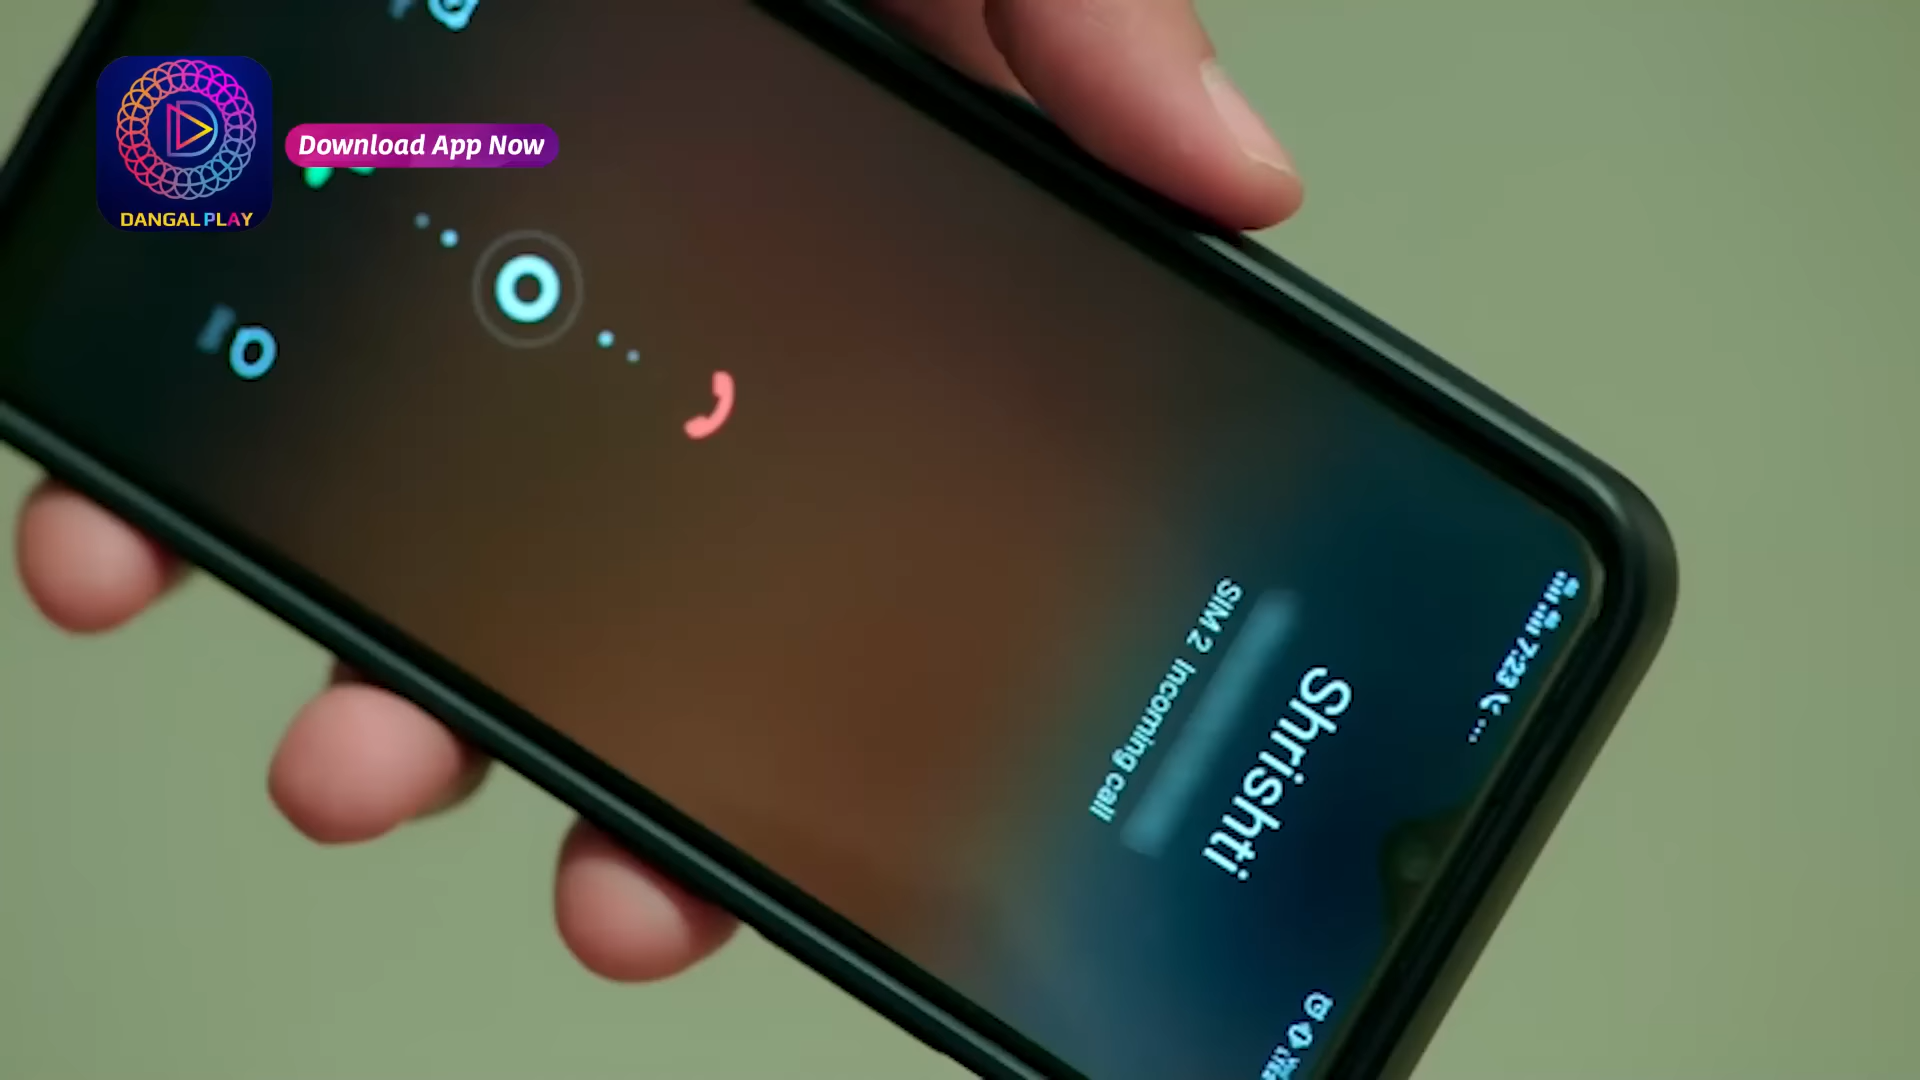 DANGAL PLAY
Download App Now
7:23
Shrishti
SIM 2 Incoming call